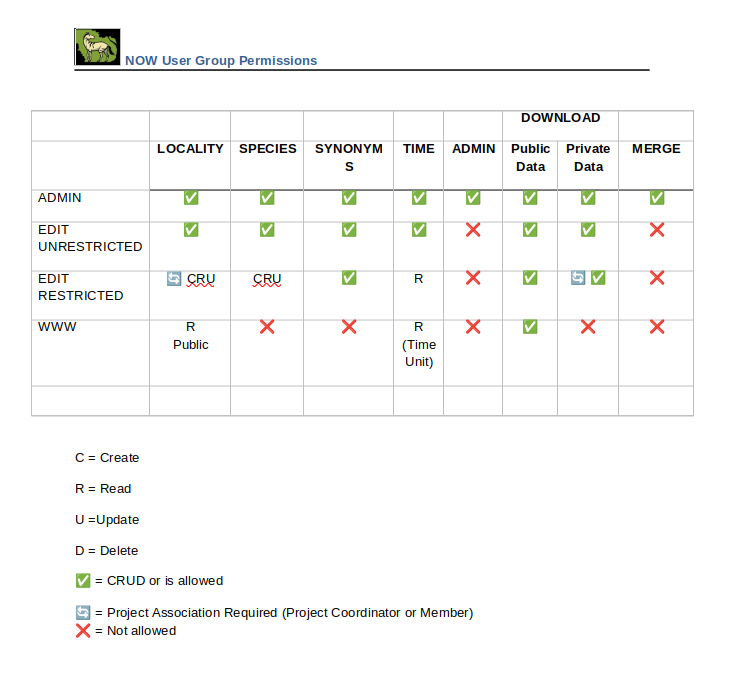 NOW User Group Permissions
DOWNLOAD
LOCALITY SPECIES SYNONYM TIME ADMIN Public Private MERGE
S Data Data
ADMIN ✅ ✅ ✅ ✅ ✅ ✅ ✅ ✅
EDIT ✅ ✅ ✅ ✅ ❌ ✅ ✅ ❌
UNRESTRICTED
EDIT 🔄 CRU CRU ✅ R ❌ ✅ 🔄 ✅ ❌
RESTRICTED
WWW R ❌ ❌ R ❌ ✅ ❌ ❌
Public (Time
Unit)
C = Create
R = Read
U =Update
D = Delete
✅ = CRUD or is allowed
🔄 = Project Association Required (Project Coordinator or Member)
❌ = Not allowed